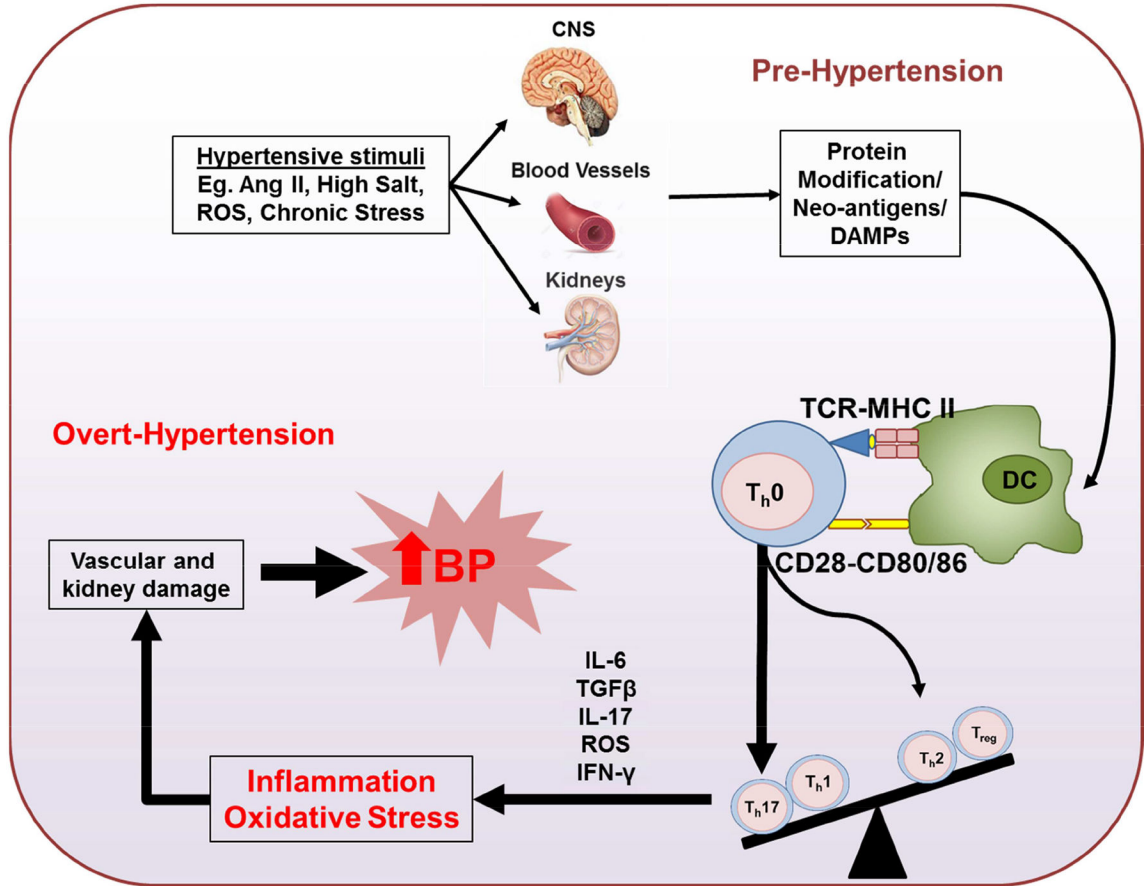 CNS
Pre-Hypertension
Hypertensive stimuli
Eg. Ang II, High Salt,
ROS, Chronic Stress
Blood Vessels
Kidneys
Protein
Modification/
Neo-antigens/
DAMPs
TCR-MHC II
DC
Th0
CD28-CD80/86
Overt-Hypertension
Vascular and
kidney damage
BP
IL-6
TGFβ
IL-17
ROS
IFN-γ
Inflammation
Oxidative Stress
Th17
Th1
Th2
Treg